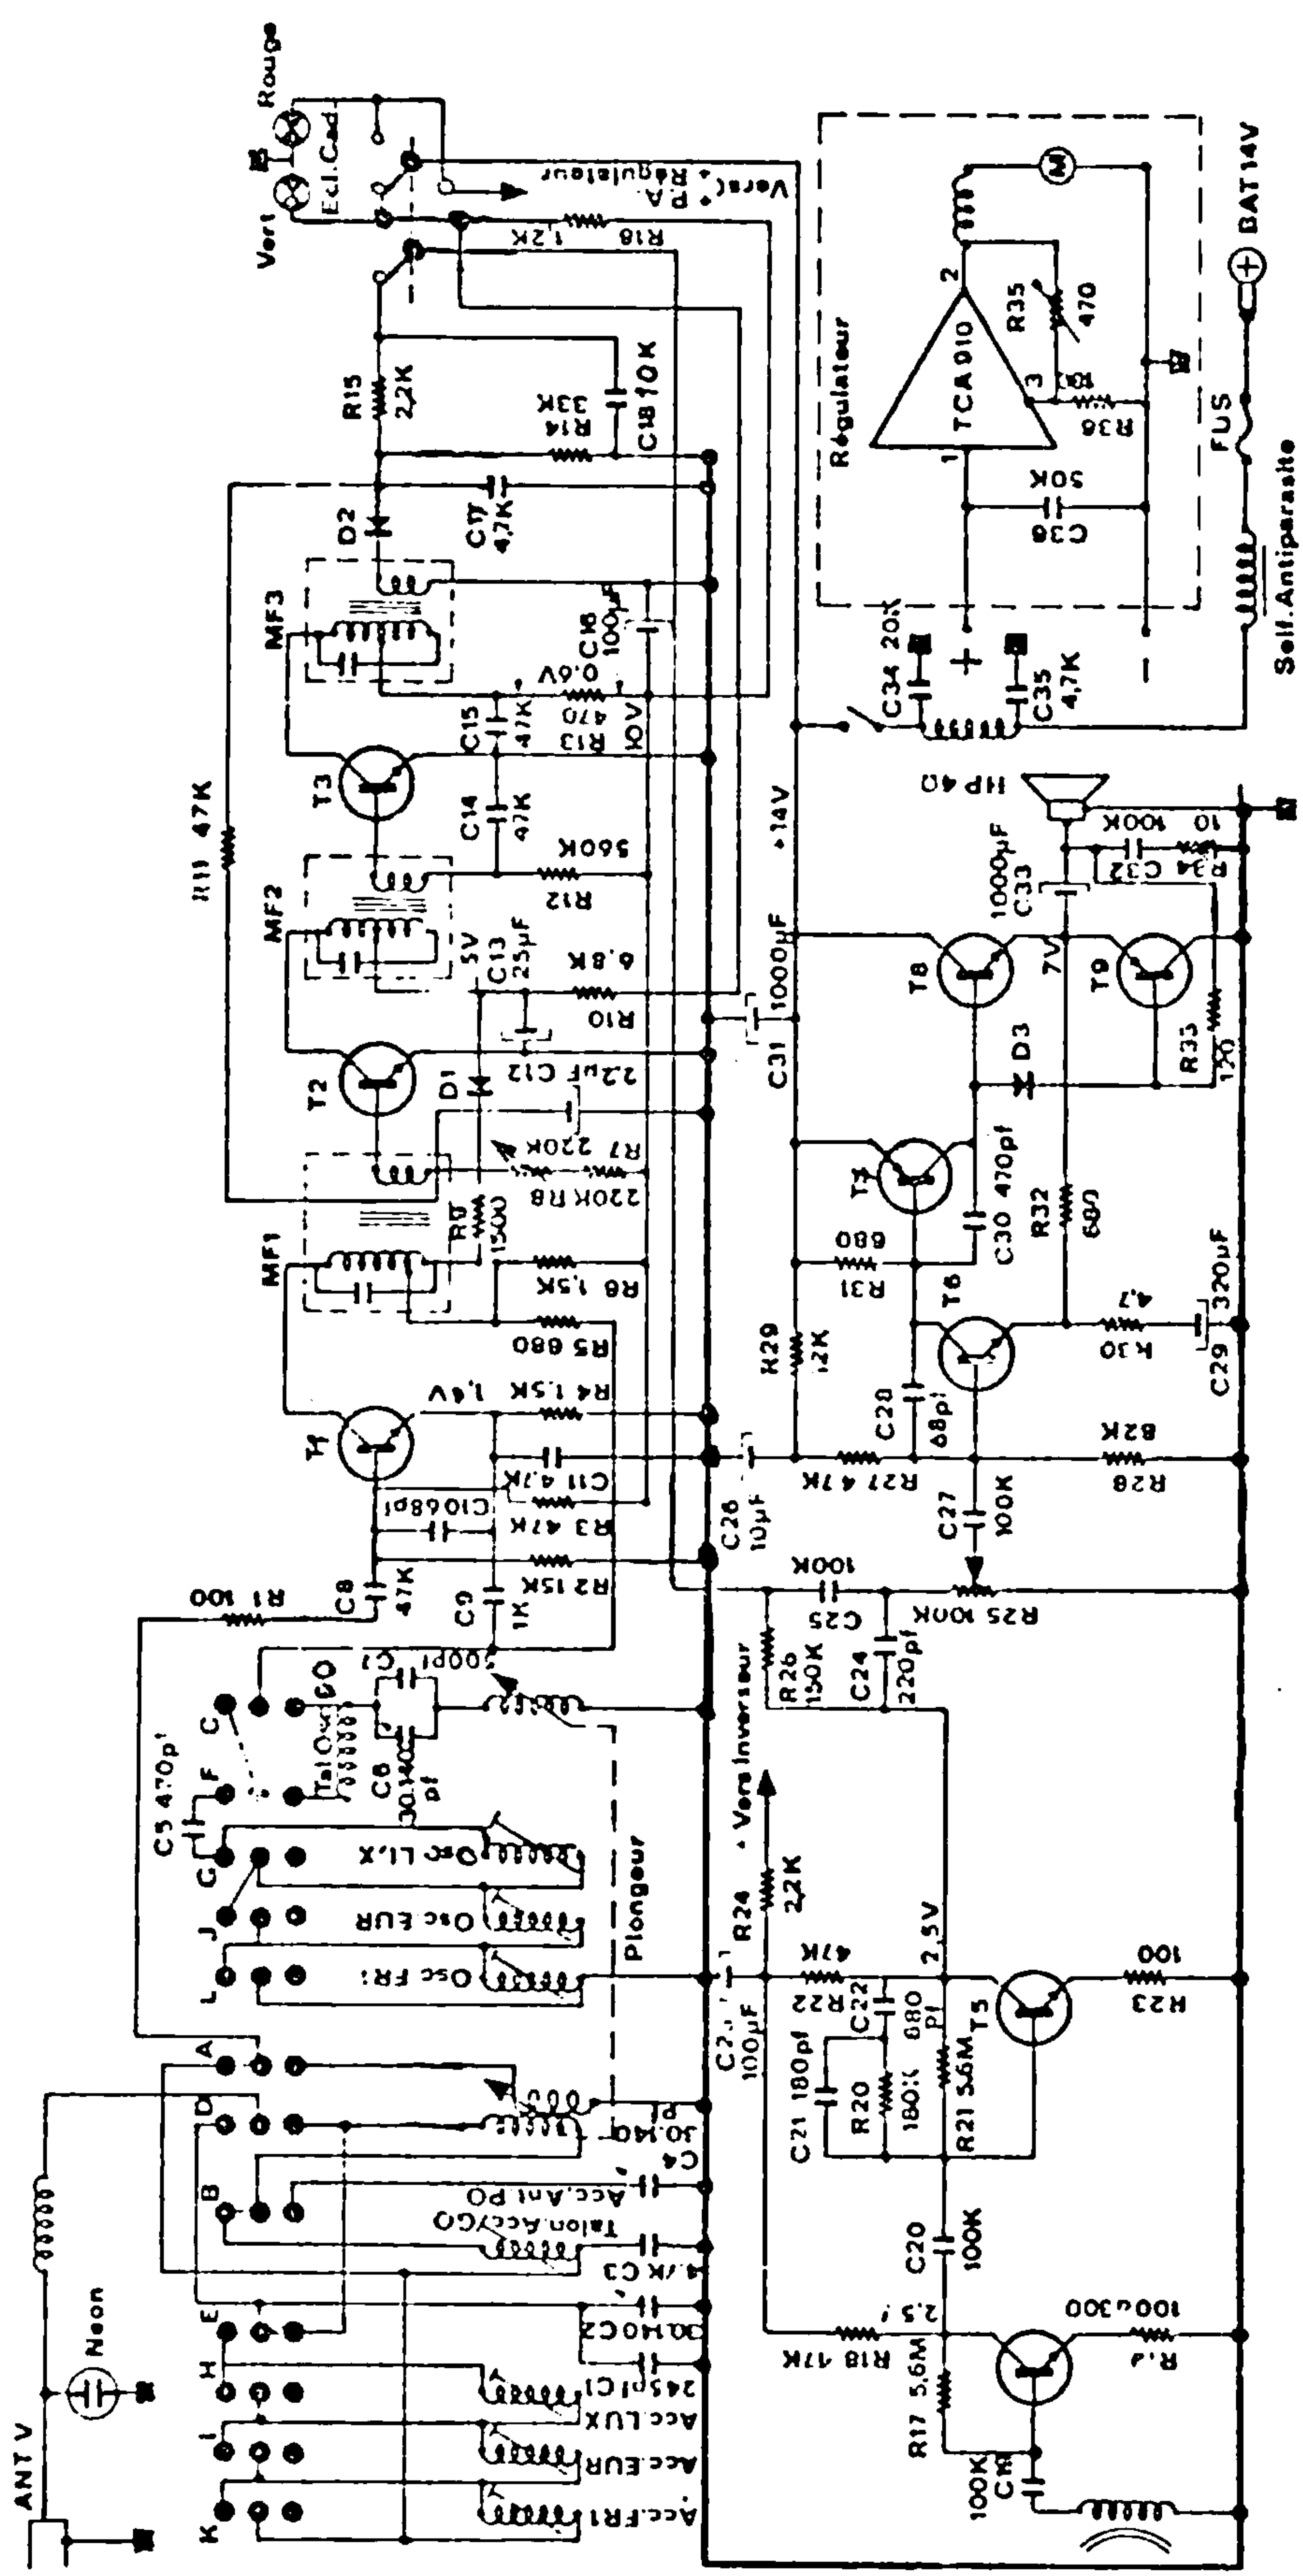 ANT V
Neon
K
I
H
E
B
D
A
L
J
G
F
C
C5 470pf
Acc.FR1
Acc.EUR
Acc.LUX
245pf C1
30.140 C2
4.7K C3
Talon.Acc/GO
Acc.Ant PO
C4
30.140
Pf
Osc FR1
Osc EUR
Osc LUX
Plongeur
C6
30.140
pf
C7
R1 100
C8
47K
C9
1K
R2 15K
R3 47K
C10 68pf
C11 4.7K
T1
1,4V
R4 1.5K
R5 680
R6 1,5K
MF1
R9
1500
R8 220K
R7 220K
R11 47K
T2
D1
C12 2.2µF
5V
C13
25µF
R10
6.8K
MF2
R12
560K
C14
47K
T3
C15
47K
R13
470
0.6V
10V
C16
100µF
MF3
D2
C17
4,7K
R14
33K
R15
2,2K
C18 10K
R18
1,2K
Vert
Rouge
Ecl.Cad
Vers (+ P.A.
+ Régulateur
100K
C19
R17 5,6M
R18 47K
100à300
C20
100K
C21 180pf
R20
180K
R21 5.6M
C22
680
Pf
R22
47K
2,5V
T5
R23
100
100µF
R24
2,2K
+ Vers Inverseur
R26
150K
C24
220pf
C25
100K
R25 100K
C26
10µF
C27
100K
R27 47K
R28
82K
C28
68pf
R29
12K
T6
R30
4,7
C29 320µF
R31
680
T7
C30 470pf
R32
680
C31 1000µF
+14V
T8
D3
7V
T9
R33
120
1000µF
C33
C32
100K
R34
10
HP 4Ω
C34 20K
C35
4,7K
+
-
Régulateur
TCA 910
1
2
3
C36
50K
R35
470
R36
M
Self.Antiparasite
FUS
BAT 14V